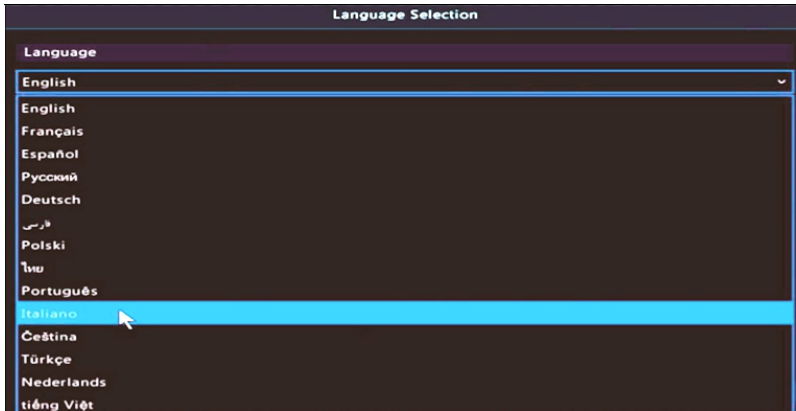 Language Selection
Language
English
English
Français
Español
Русский
Deutsch
فارسی
Polski
ไทย
Português
Italiano
Čeština
Türkçe
Nederlands
tiếng Việt